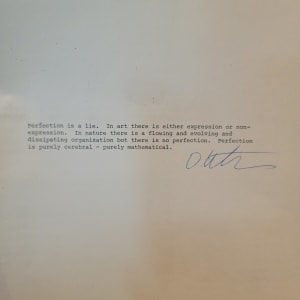 Perfection is a lie.  In art there is either expression or non-
expression.  In nature there is a flowing and evolving and
dissipating organization but there is no perfection.  Perfection
is purely cerebral - purely mathematical.